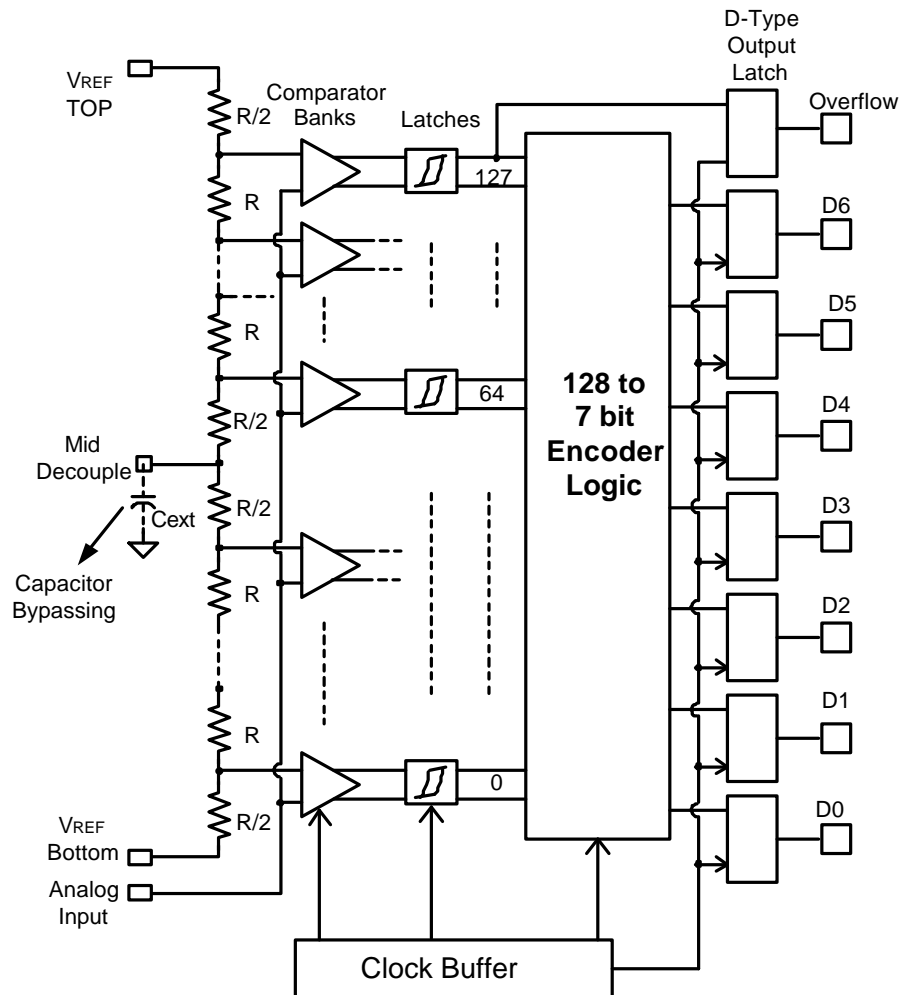 D-Type
Output
Latch
VREF
TOP
R/2
Comparator
Banks
Latches
Overflow
127
R
D6
R
D5
64
128 to
7 bit
Encoder
Logic
R/2
D4
Mid
Decouple
R/2
Cext
D3
Capacitor
Bypassing
R
D2
R
D1
0
R/2
D0
VREF
Bottom
Analog
Input
Clock Buffer